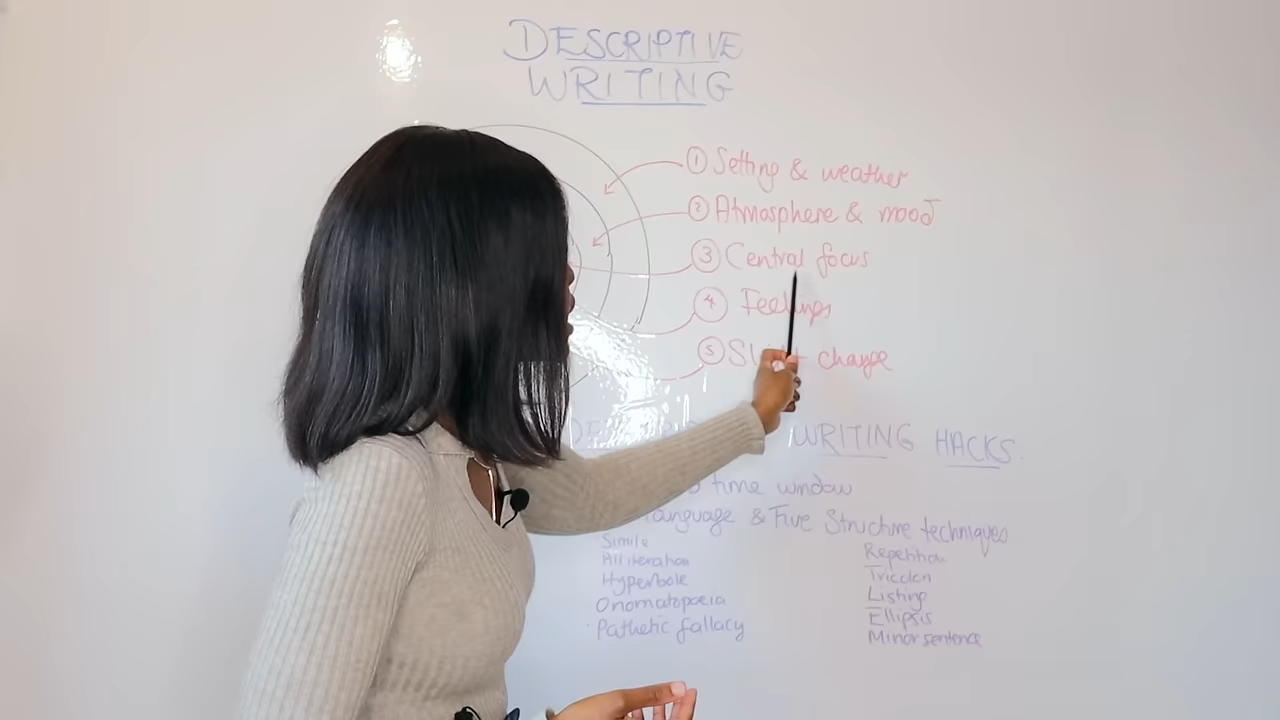 DESCRIPTIVE
WRITING
① Setting & weather
② Atmosphere & mood
③ Central focus
④ Feelings
⑤ change
WRITING HACKS.
time window
language & Five Structure techniques
Simile
Alliteration
Hyperbole
Onomatopoeia
Pathetic fallacy
Repetition
Tricolon
Listing
Ellipsis
Minor sentence